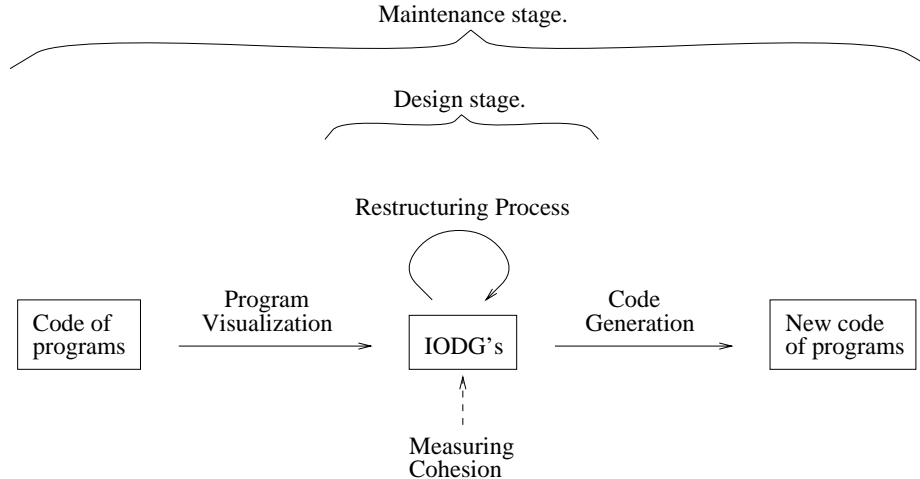 Maintenance stage.
Design stage.
Restructuring Process
Code of
programs
Program
Visualization
IODG's
Code
Generation
New code
of programs
Measuring
Cohesion